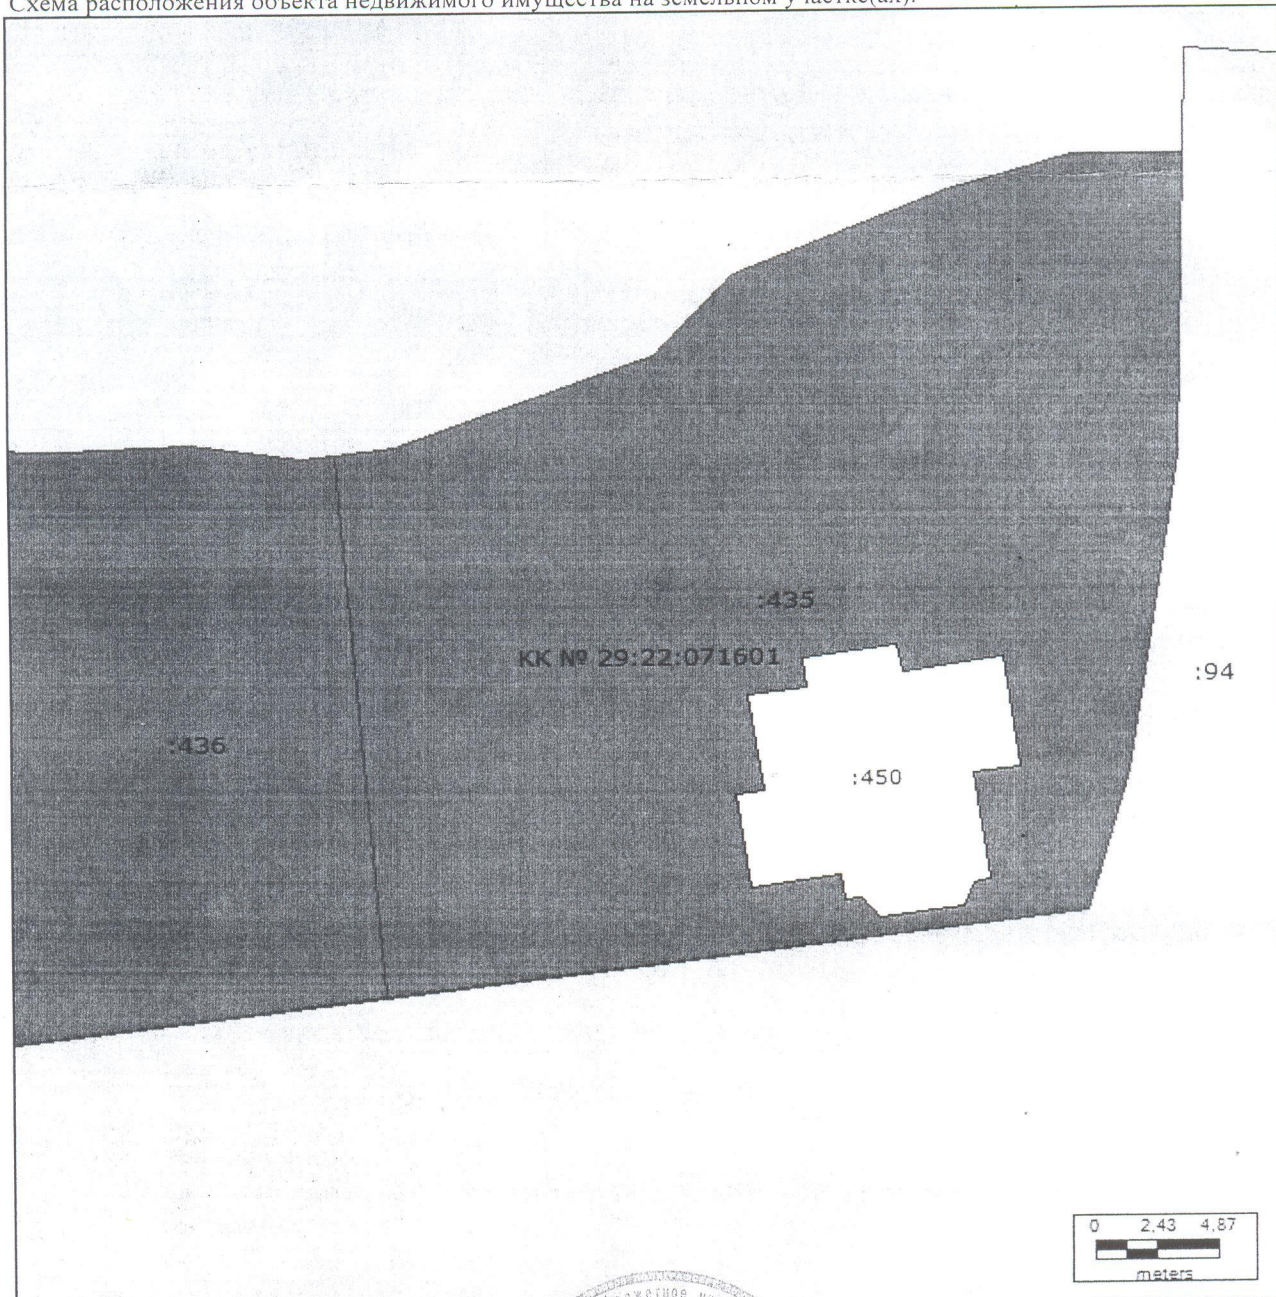 Схема расположения объекта недвижимого имущества на земельном участке(ах):
:435
КК № 29:22:071601
:94
:436
:450
0 2,43 4,87
meters